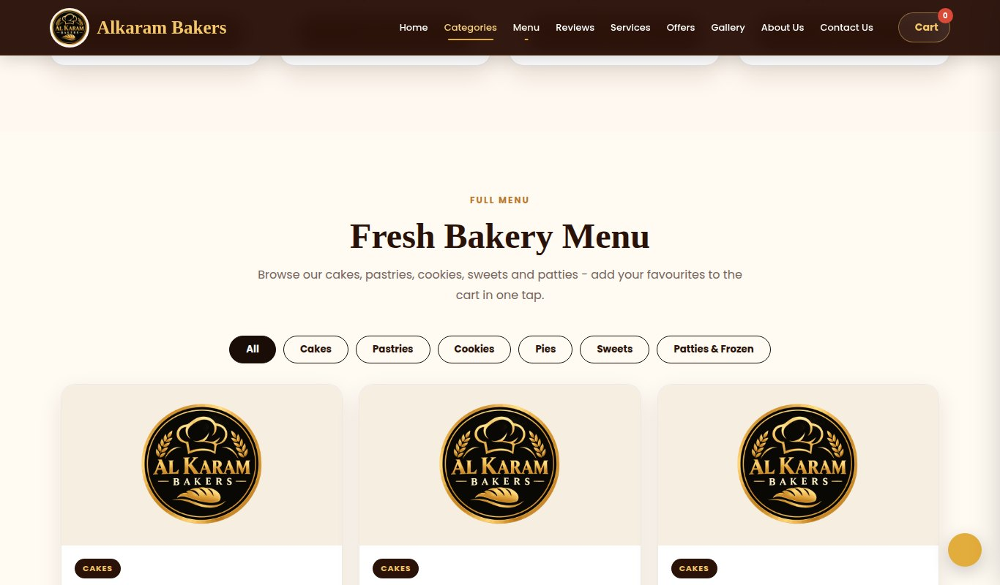 AL KARAM
BAKERS
Alkaram Bakers
Home
Categories
Menu
Reviews
Services
Offers
Gallery
About Us
Contact Us
Cart
0
FULL MENU
Fresh Bakery Menu
Browse our cakes, pastries, cookies, sweets and patties - add your favourites to the
cart in one tap.
All
Cakes
Pastries
Cookies
Pies
Sweets
Patties & Frozen
AL KARAM
BAKERS
AL KARAM
BAKERS
AL KARAM
BAKERS
CAKES
CAKES
CAKES